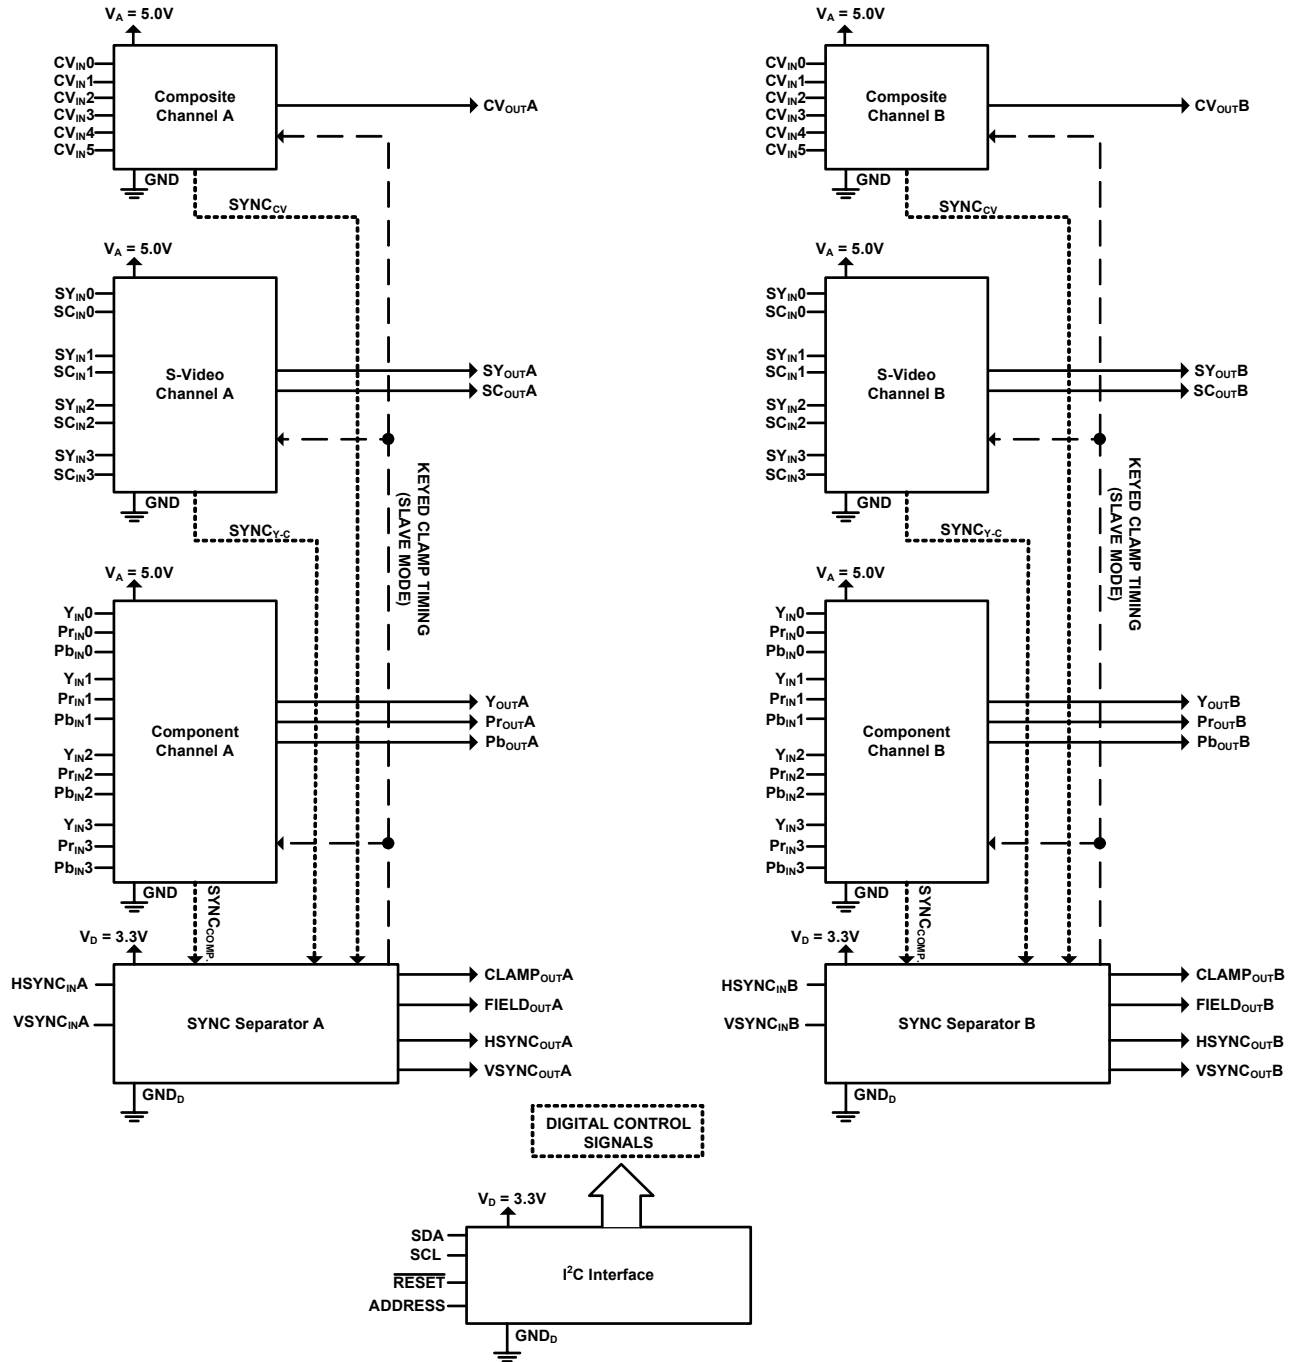 VA = 5.0V
CVIN0
CVIN1
CVIN2
CVIN3
CVIN4
CVIN5
Composite
Channel A
CVOUTA
GND
SYNCCV
VA = 5.0V
SYIN0
SCIN0
SYIN1
SCIN1
SYIN2
SCIN2
SYIN3
SCIN3
S-Video
Channel A
SYOUTA
SCOUTA
GND
SYNCY-C
KEYED CLAMP TIMING
(SLAVE MODE)
VA = 5.0V
YIN0
PrIN0
PbIN0
YIN1
PrIN1
PbIN1
YIN2
PrIN2
PbIN2
YIN3
PrIN3
PbIN3
Component
Channel A
YOUTA
PrOUTA
PbOUTA
GND
SYNCCOMP.
VD = 3.3V
HSYNCINA
VSYNCINA
SYNC Separator A
CLAMPOUTA
FIELDOUTA
HSYNCOUTA
VSYNCOUTA
GNDD
VA = 5.0V
CVIN0
CVIN1
CVIN2
CVIN3
CVIN4
CVIN5
Composite
Channel B
CVOUTB
GND
SYNCCV
VA = 5.0V
SYIN0
SCIN0
SYIN1
SCIN1
SYIN2
SCIN2
SYIN3
SCIN3
S-Video
Channel B
SYOUTB
SCOUTB
GND
SYNCY-C
KEYED CLAMP TIMING
(SLAVE MODE)
VA = 5.0V
YIN0
PrIN0
PbIN0
YIN1
PrIN1
PbIN1
YIN2
PrIN2
PbIN2
YIN3
PrIN3
PbIN3
Component
Channel B
YOUTB
PrOUTB
PbOUTB
GND
SYNCCOMP.
VD = 3.3V
HSYNCINB
VSYNCINB
SYNC Separator B
CLAMPOUTB
FIELDOUTB
HSYNCOUTB
VSYNCOUTB
GNDD
DIGITAL CONTROL
SIGNALS
VD = 3.3V
SDA
SCL
RESET
ADDRESS
I2C Interface
GNDD